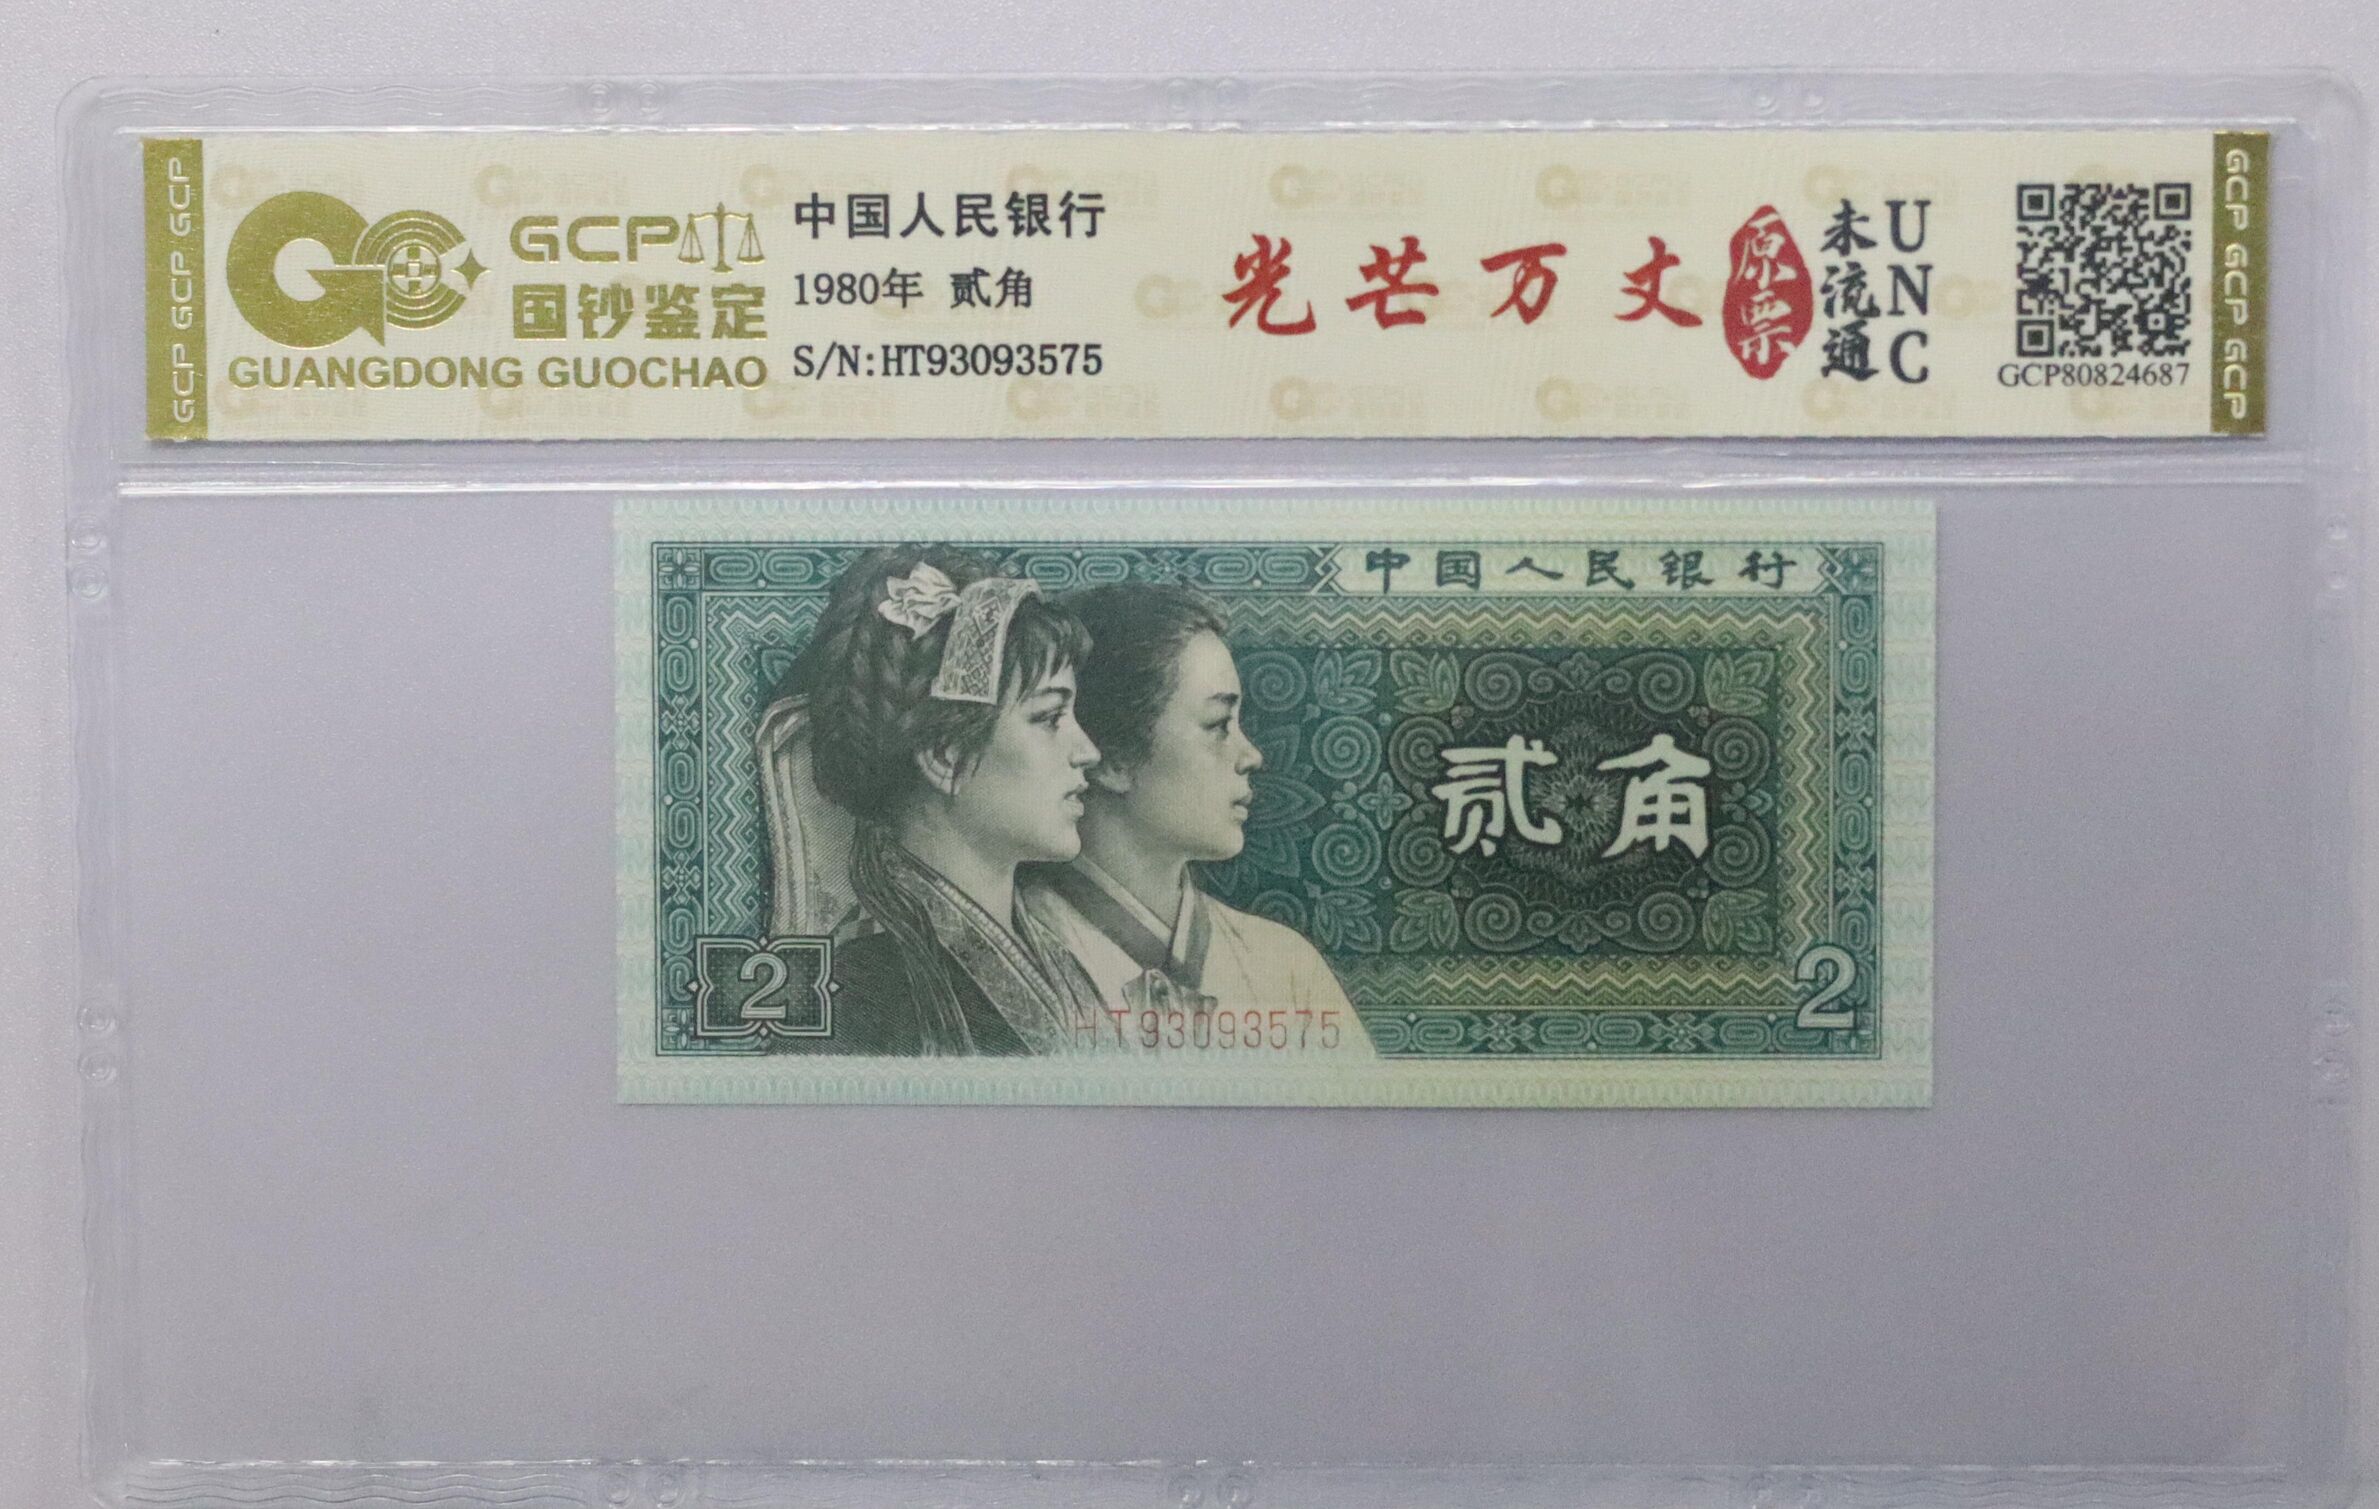 GCP GCP GCP
GCP
国钞鉴定
GUANGDONG GUOCHAO
中国人民银行
1980年 贰角
S/N:HT93093575
光芒万丈
原票
未流通
UNC
GCP80824687
GCP GCP GCP
中国人民银行
贰角
2
2
HT93093575